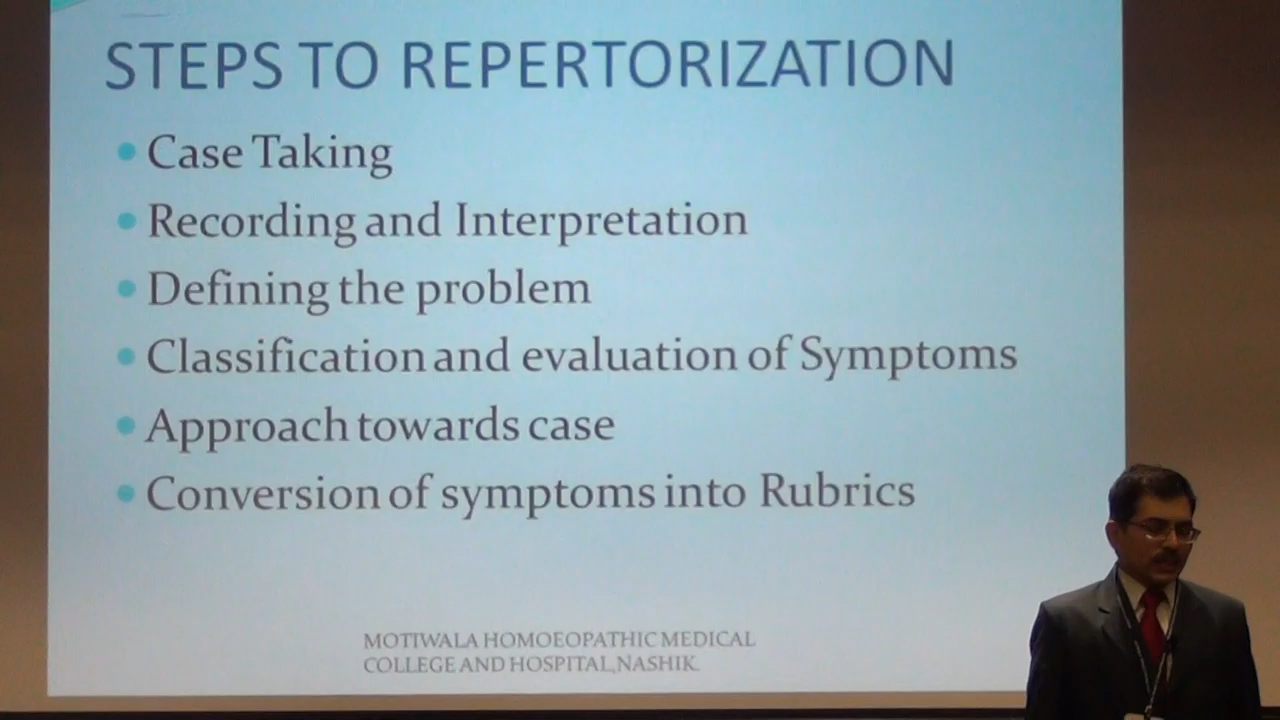 STEPS TO REPERTORIZATION
Case Taking
Recording and Interpretation
Defining the problem
Classification and evaluation of Symptoms
Approach towards case
Conversion of symptoms into Rubrics
MOTIWALA HOMOEOPATHIC MEDICAL
COLLEGE AND HOSPITAL,NASHIK.